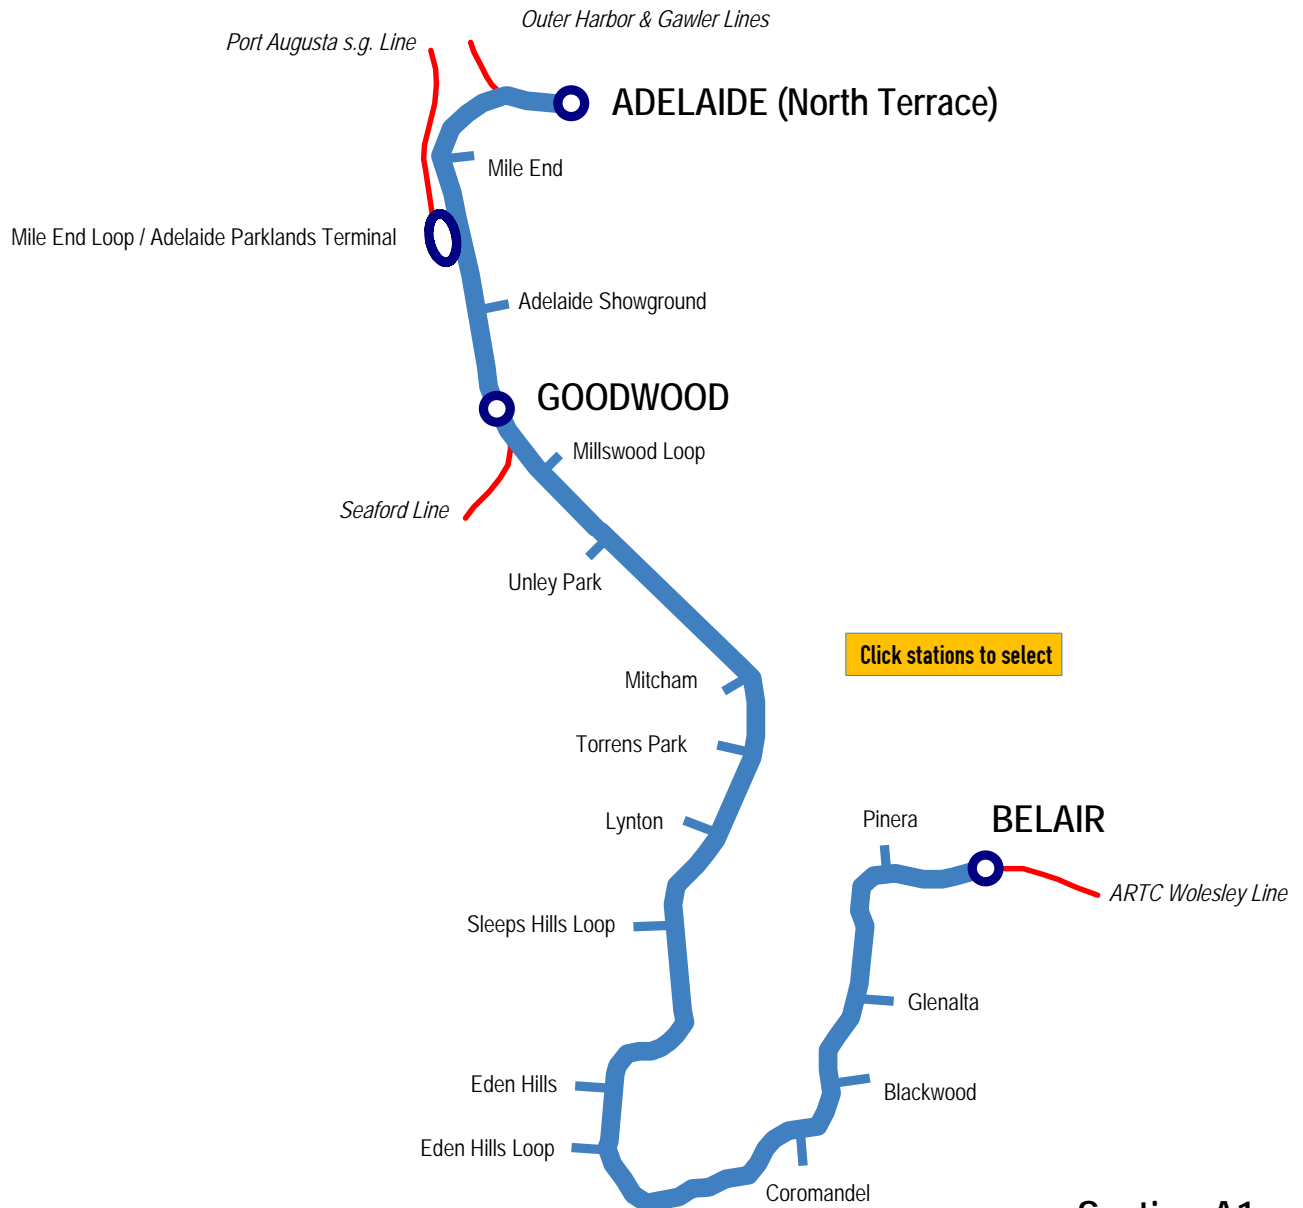 Outer Harbor & Gawler Lines
Port Augusta s.g. Line
ADELAIDE (North Terrace)
Mile End
Mile End Loop / Adelaide Parklands Terminal
Adelaide Showground
GOODWOOD
Millswood Loop
Seaford Line
Unley Park
Click stations to select
Mitcham
Torrens Park
Lynton
Pinera
BELAIR
ARTC Wolesley Line
Sleeps Hills Loop
Glenalta
Eden Hills
Blackwood
Eden Hills Loop
Coromandel
Section A1